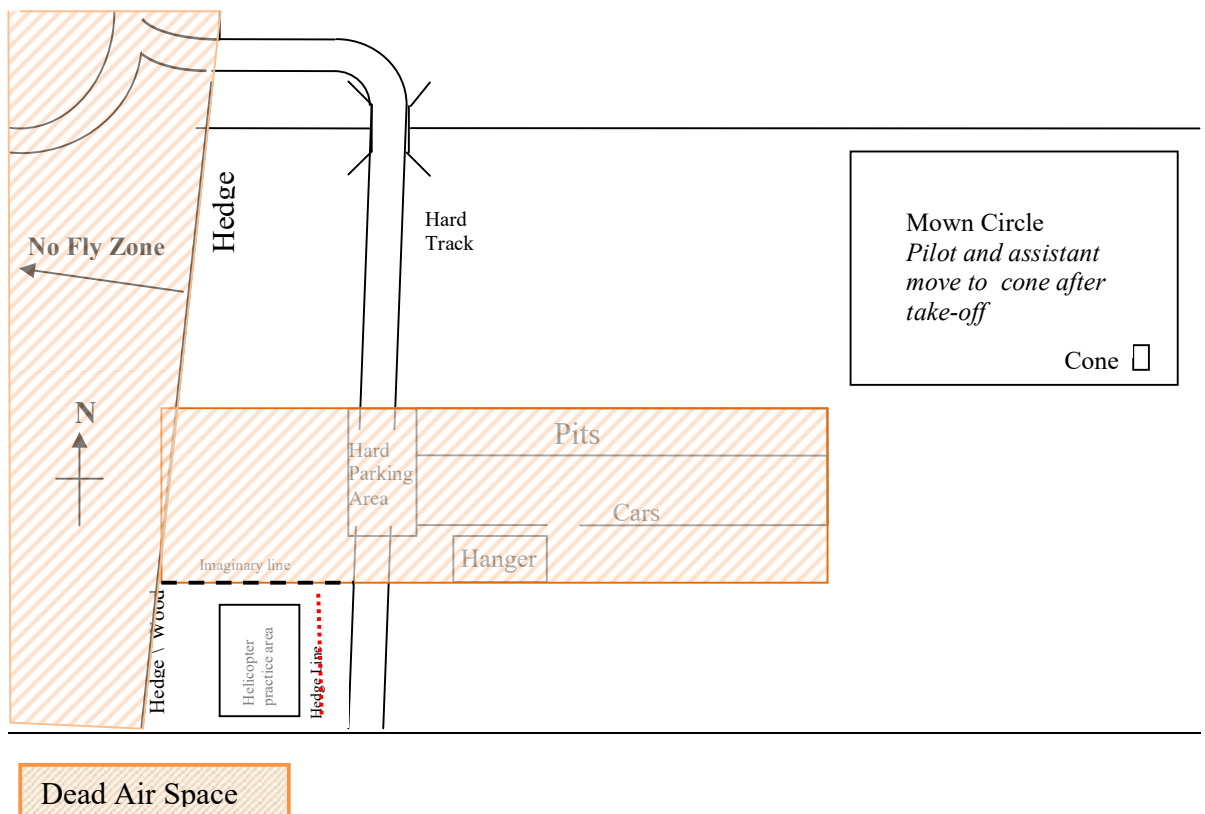 Hedge
Hard
Track
No Fly Zone
Mown Circle
Pilot and assistant
move to cone after
take-off
Cone
N
Pits
Hard
Parking
Area
Cars
Hanger
Imaginary line
Hedge \ Wood
Helicopter
practice area
Hedge Line
Dead Air Space